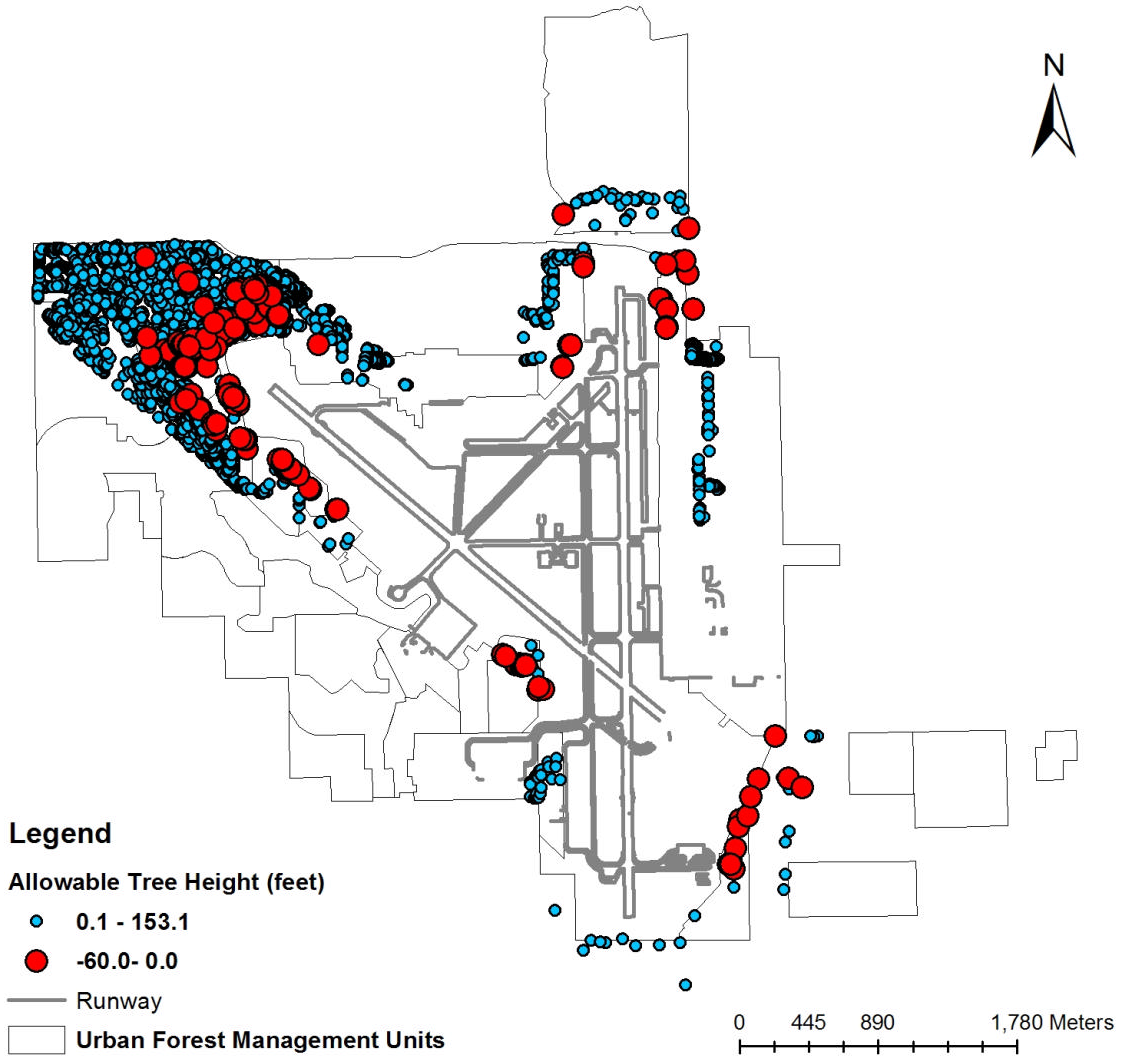 N
Legend
Allowable Tree Height (feet)
0.1 - 153.1
-60.0- 0.0
Runway
Urban Forest Management Units
0 445 890 1,780 Meters